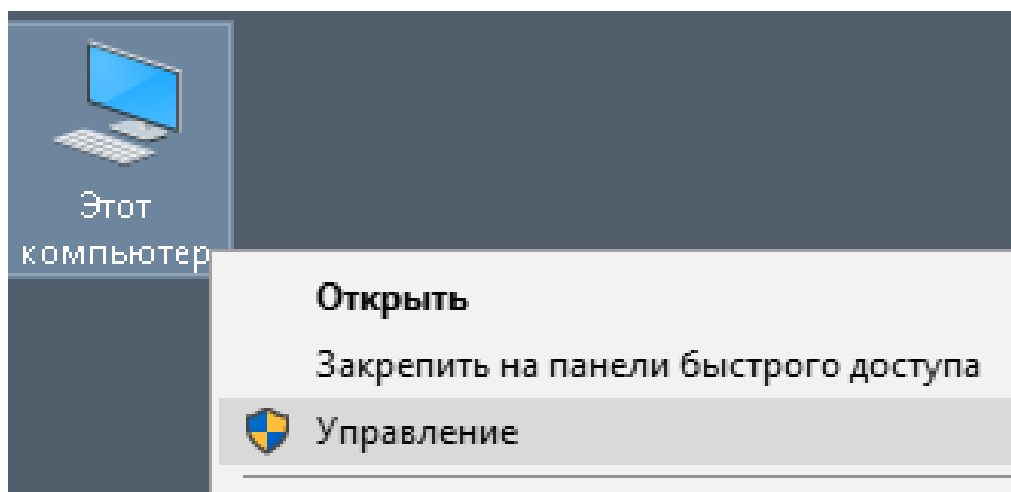 Этот
компьютер
Открыть
Закрепить на панели быстрого доступа
Управление